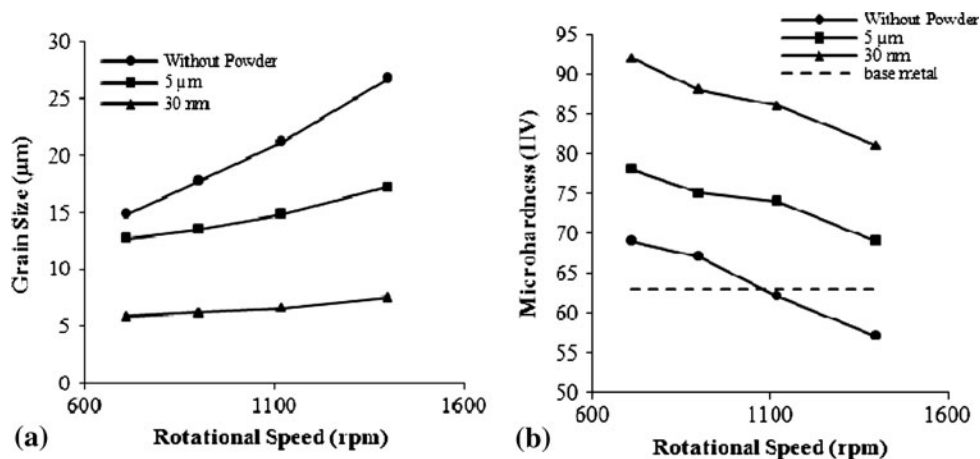 30
25
20
15
10
5
0
Grain Size (µm)
Without Powder
5 µm
30 nm
600
1100
1600
(a)
Rotational Speed (rpm)
Without Powder
5 µm
30 nm
base metal
95
90
85
80
75
70
65
60
55
50
Microhardness (HV)
600
1100
1600
(b)
Rotational Speed (rpm)